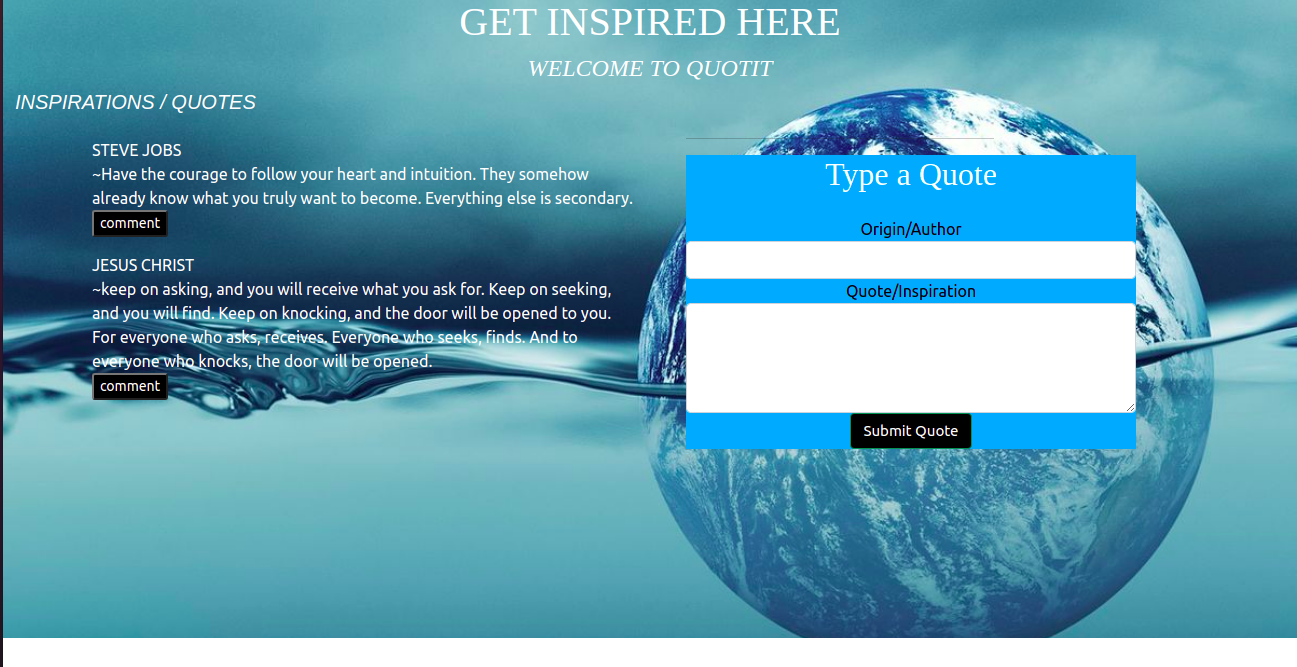 GET INSPIRED HERE
WELCOME TO QUOTIT
INSPIRATIONS / QUOTES
STEVE JOBS
~Have the courage to follow your heart and intuition. They somehow
already know what you truly want to become. Everything else is secondary.
comment
JESUS CHRIST
~keep on asking, and you will receive what you ask for. Keep on seeking,
and you will find. Keep on knocking, and the door will be opened to you.
For everyone who asks, receives. Everyone who seeks, finds. And to
everyone who knocks, the door will be opened.
comment
Type a Quote
Origin/Author
Quote/Inspiration
Submit Quote